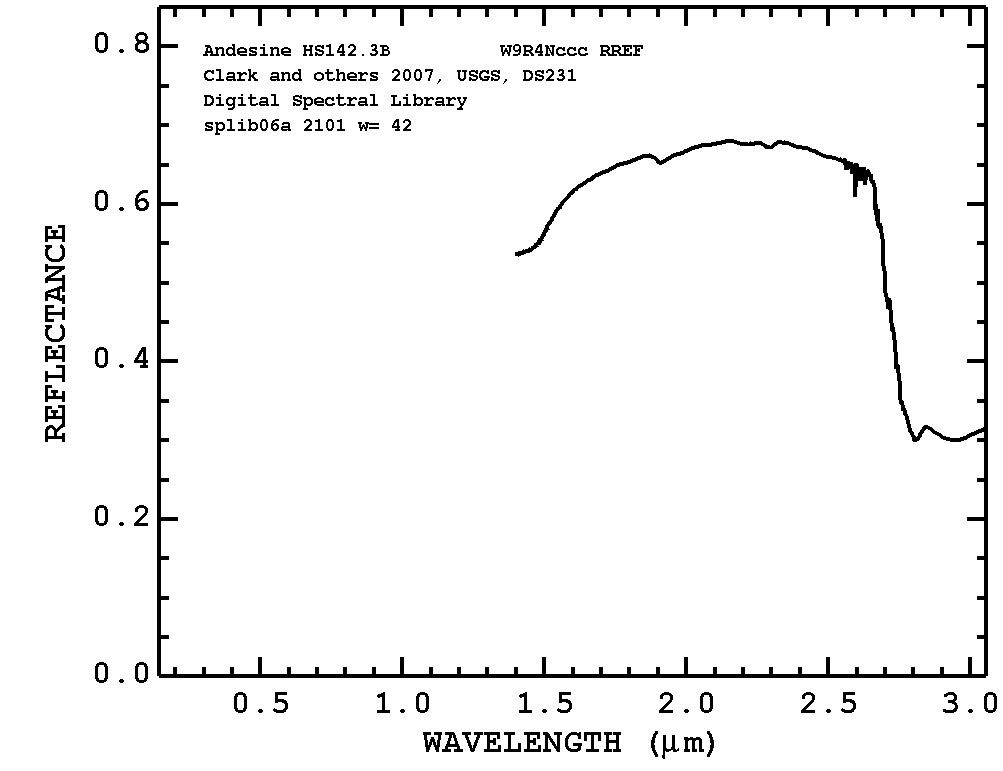 Andesine HS142.3B W9R4Nccc RREF
Clark and others 2007, USGS, DS231
Digital Spectral Library
splib06a 2101 w= 42
0.8
0.6
0.4
0.2
0.0
REFLECTANCE
0.5 1.0 1.5 2.0 2.5 3.0
WAVELENGTH (μm)